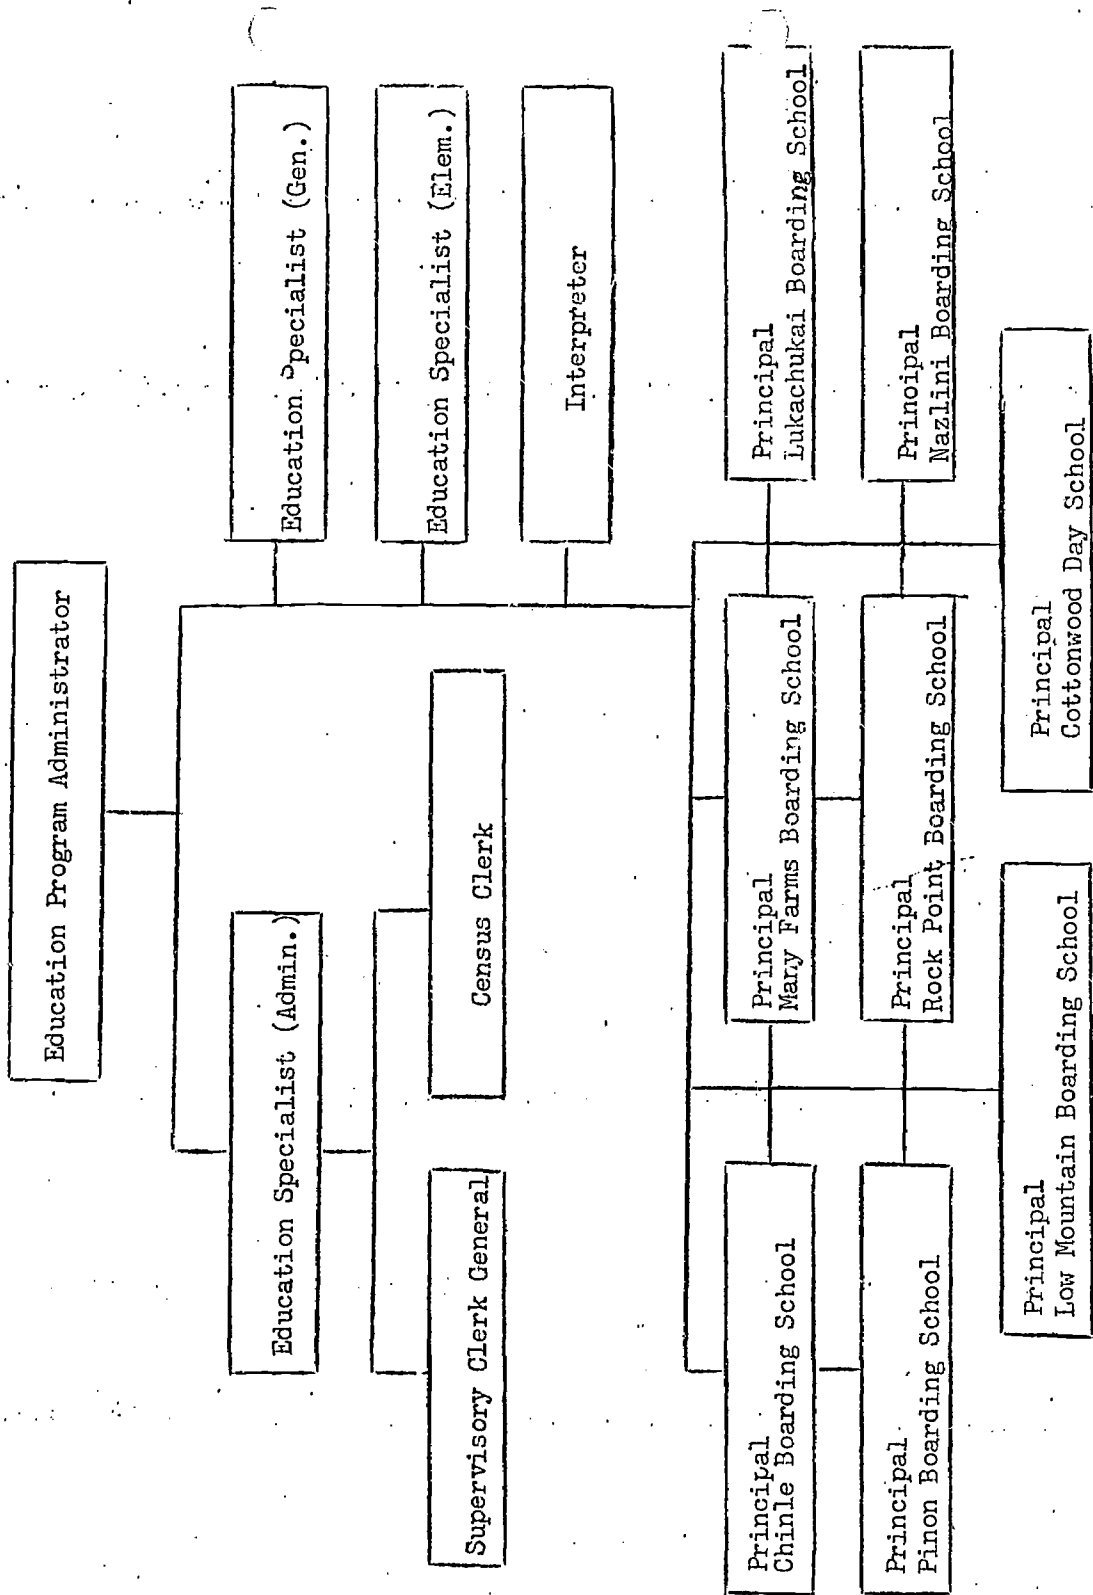 Education Program Administrator
Education Specialist (Admin.)
Education Specialist (Gen.)
Supervisory Clerk General
Census Clerk
Education Specialist (Elem.)
Interpreter
Principal
Chinle Boarding School
Principal
Many Farms Boarding School
Principal
Lukachukai Boarding School
Principal
Pinon Boarding School
Principal
Rock Point Boarding School
Principal
Nazlini Boarding School
Principal
Low Mountain Boarding School
Principal
Cottonwood Day School